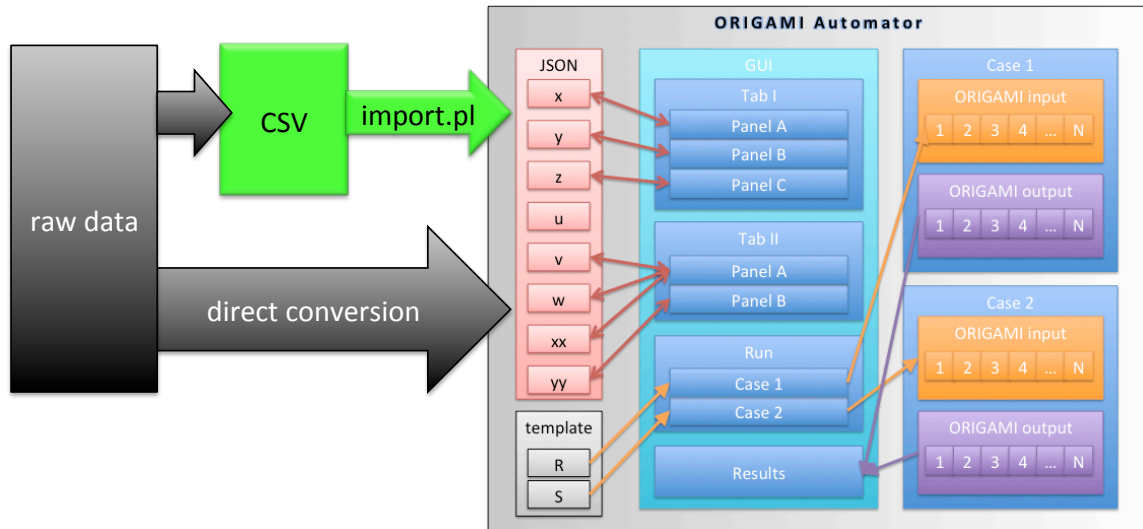 ORIGAMI Automator
raw data
CSV
import.pl
direct conversion
JSON
x
y
z
u
v
w
xx
yy
template
R
S
GUI
Tab I
Panel A
Panel B
Panel C
Tab II
Panel A
Panel B
Run
Case 1
Case 2
Results
Case 1
ORIGAMI input
1 2 3 4 ... N
ORIGAMI output
1 2 3 4 ... N
Case 2
ORIGAMI input
1 2 3 4 ... N
ORIGAMI output
1 2 3 4 ... N